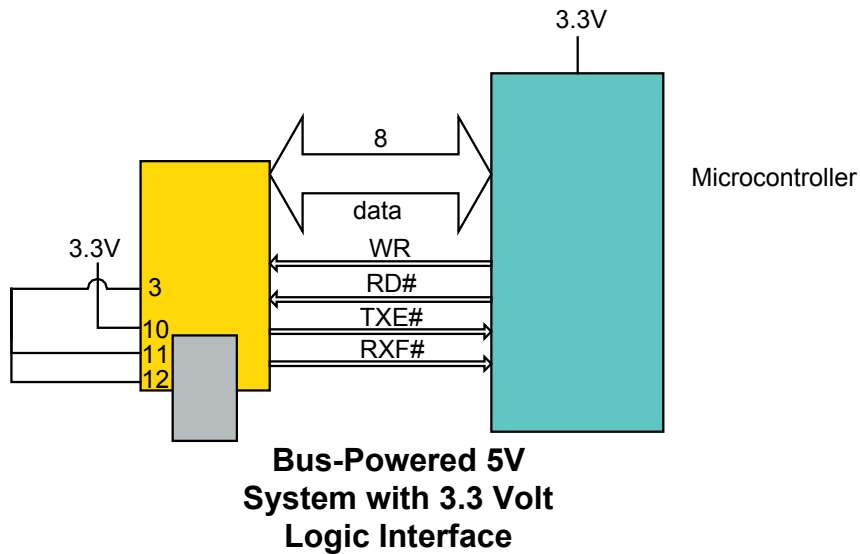 3.3V
8
Microcontroller
data
3.3V
WR
3
RD#
10
TXE#
11
RXF#
12
Bus-Powered 5V
System with 3.3 Volt
Logic Interface